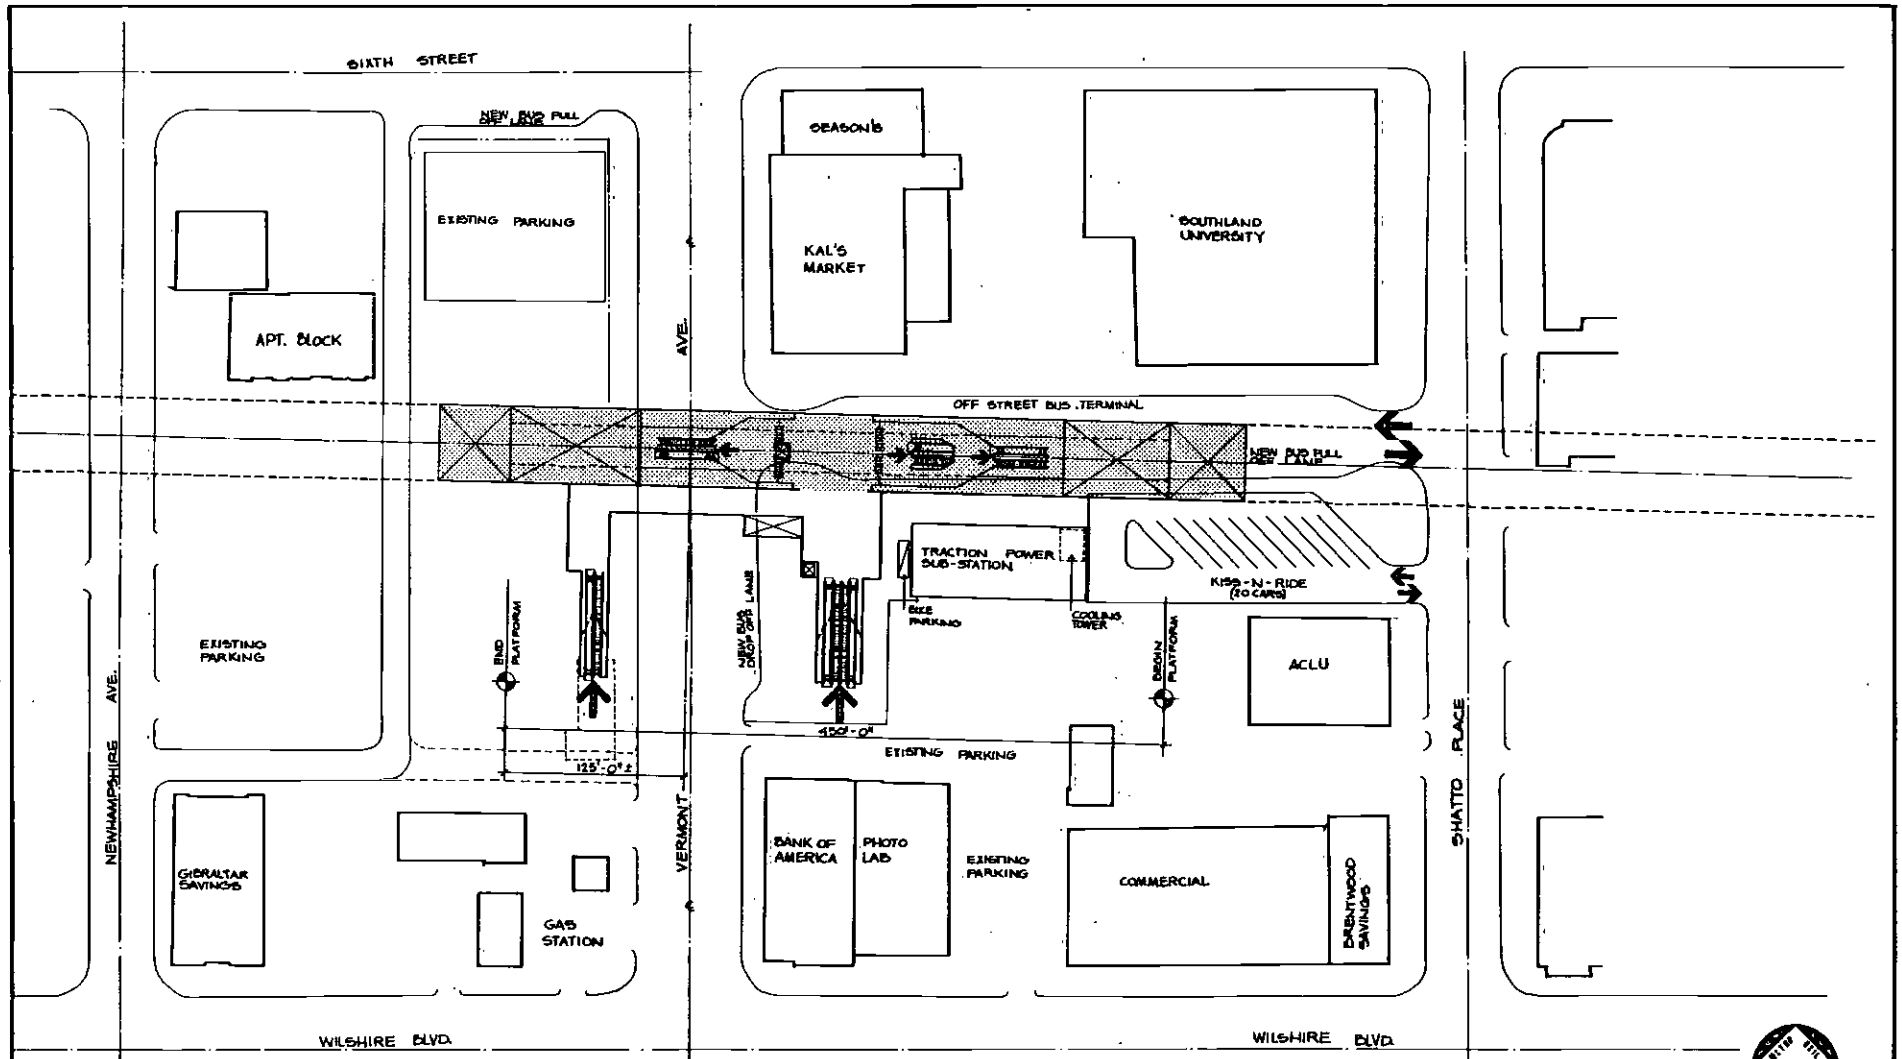 SIXTH STREET
NEW BUS PULL
OFF LANE
SEASON'S
EXISTING PARKING
KAL'S
MARKET
SOUTHLAND
UNIVERSITY
APT. BLOCK
AVE.
OFF STREET BUS TERMINAL
NEW BUS PULL
OFF LANE
TRACTION POWER
SUB-STATION
KISS-N-RIDE
(20 CARS)
BIKE
PARKING
COOLING
TOWER
NEW BUS
DROP OFF LANE
END
PLATFORM
BEGIN
PLATFORM
EXISTING
PARKING
ACLU
NEWHAMPSHIRE AVE.
450'-0"
EXISTING PARKING
125'-0"±
VERMONT
SHATTO PLACE
GIBRALTAR
SAVINGS
BANK OF
AMERICA
PHOTO
LAB
EXISTING
PARKING
COMMERCIAL
BRENTWOOD
SAVINGS
GAS
STATION
WILSHIRE BLVD.
WILSHIRE BLVD.
METRO RAIL